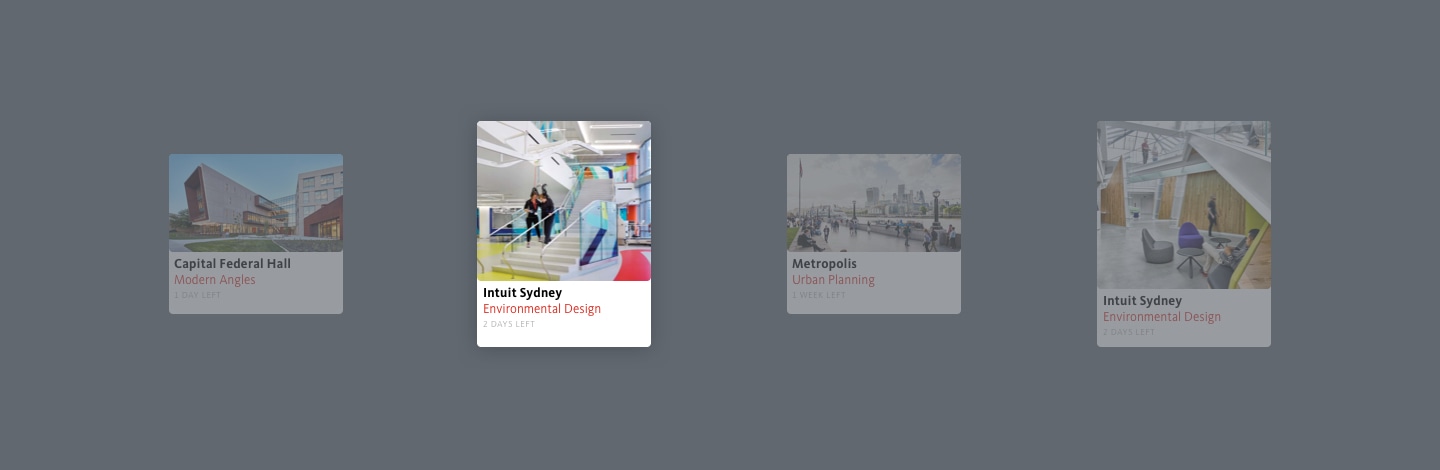 Capital Federal Hall
Modern Angles
1 DAY LEFT
Intuit Sydney
Environmental Design
2 DAYS LEFT
Metropolis
Urban Planning
1 WEEK LEFT
Intuit Sydney
Environmental Design
2 DAYS LEFT